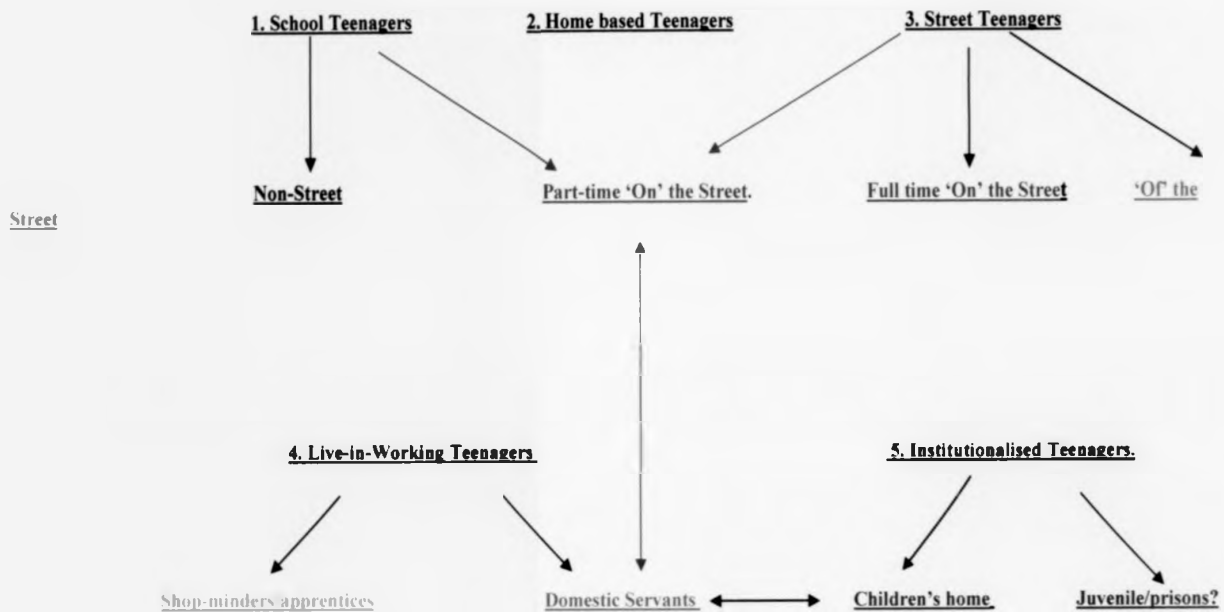 1. School Teenagers
2. Home based Teenagers
3. Street Teenagers
Non-Street
Part-time ‘On’ the Street.
Full time ‘On’ the Street
‘Of’ the
Street
4. Live-in-Working Teenagers
5. Institutionalised Teenagers.
Shop-minders apprentices
Domestic Servants
Children’s home
Juvenile/prisons?